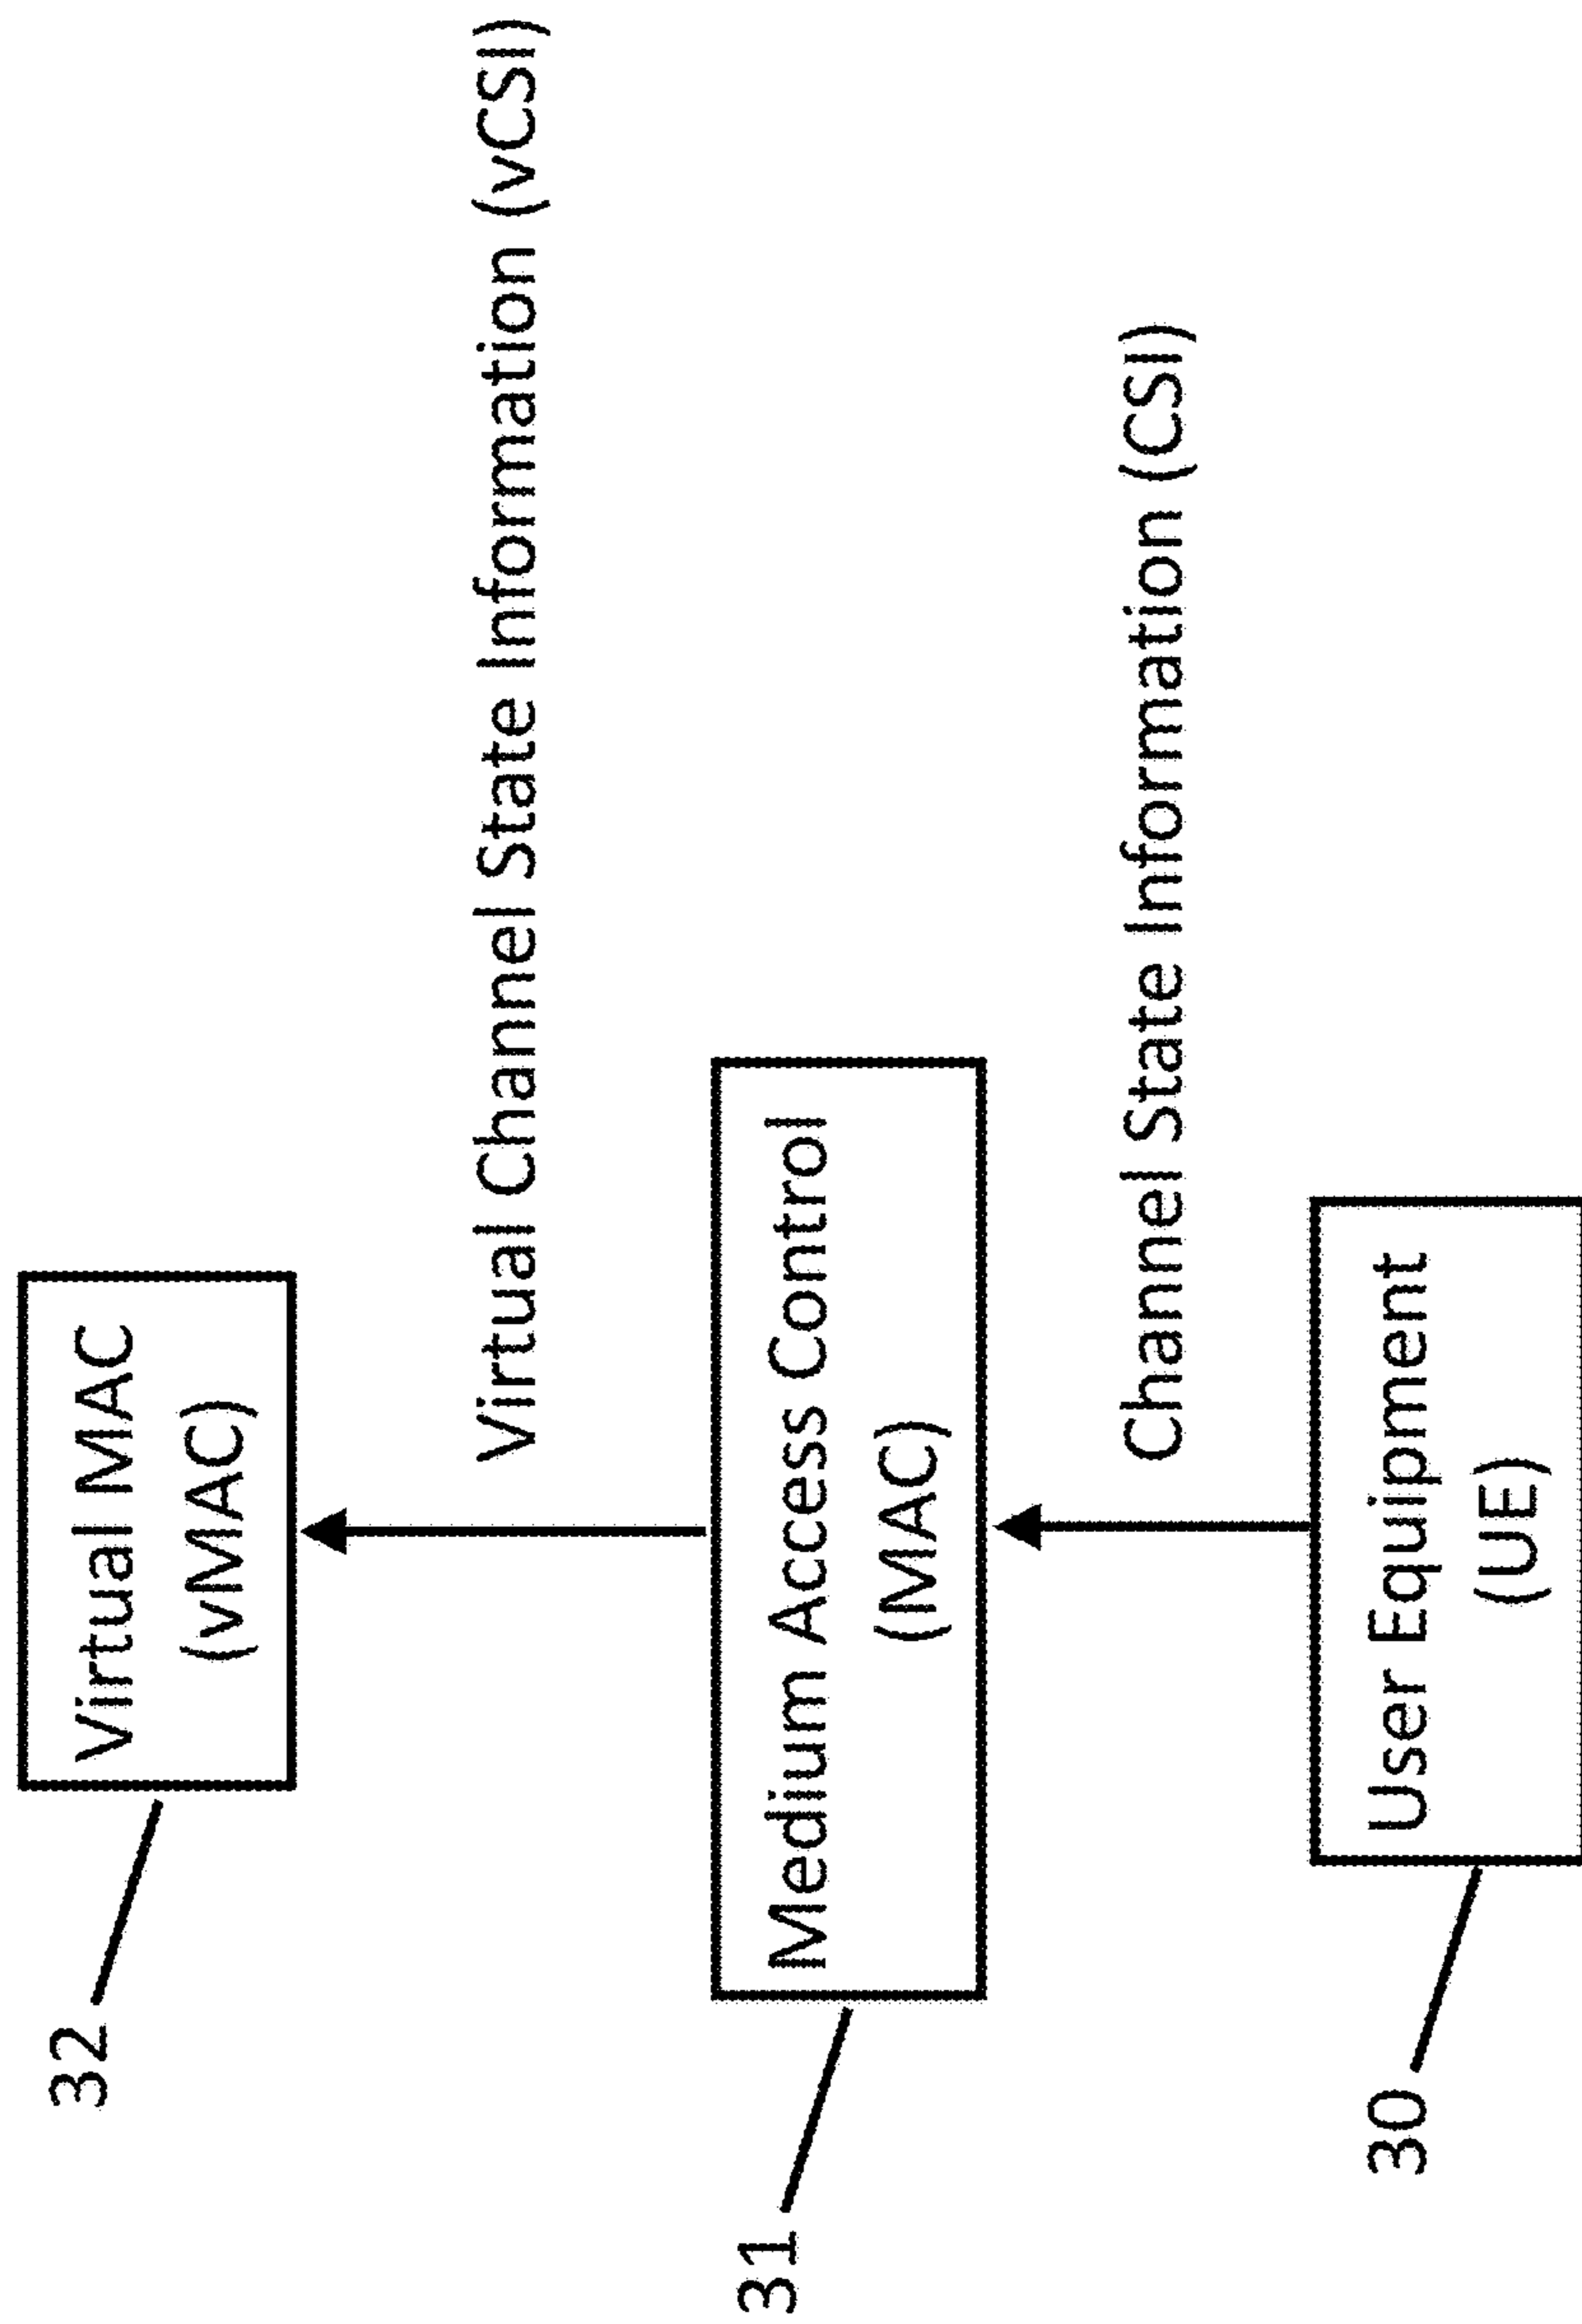 32
Virtual MAC
(vMAC)
Virtual Channel State Information (vCSI)
31
Medium Access Control
(MAC)
Channel State Information (CSI)
30
User Equipment
(UE)